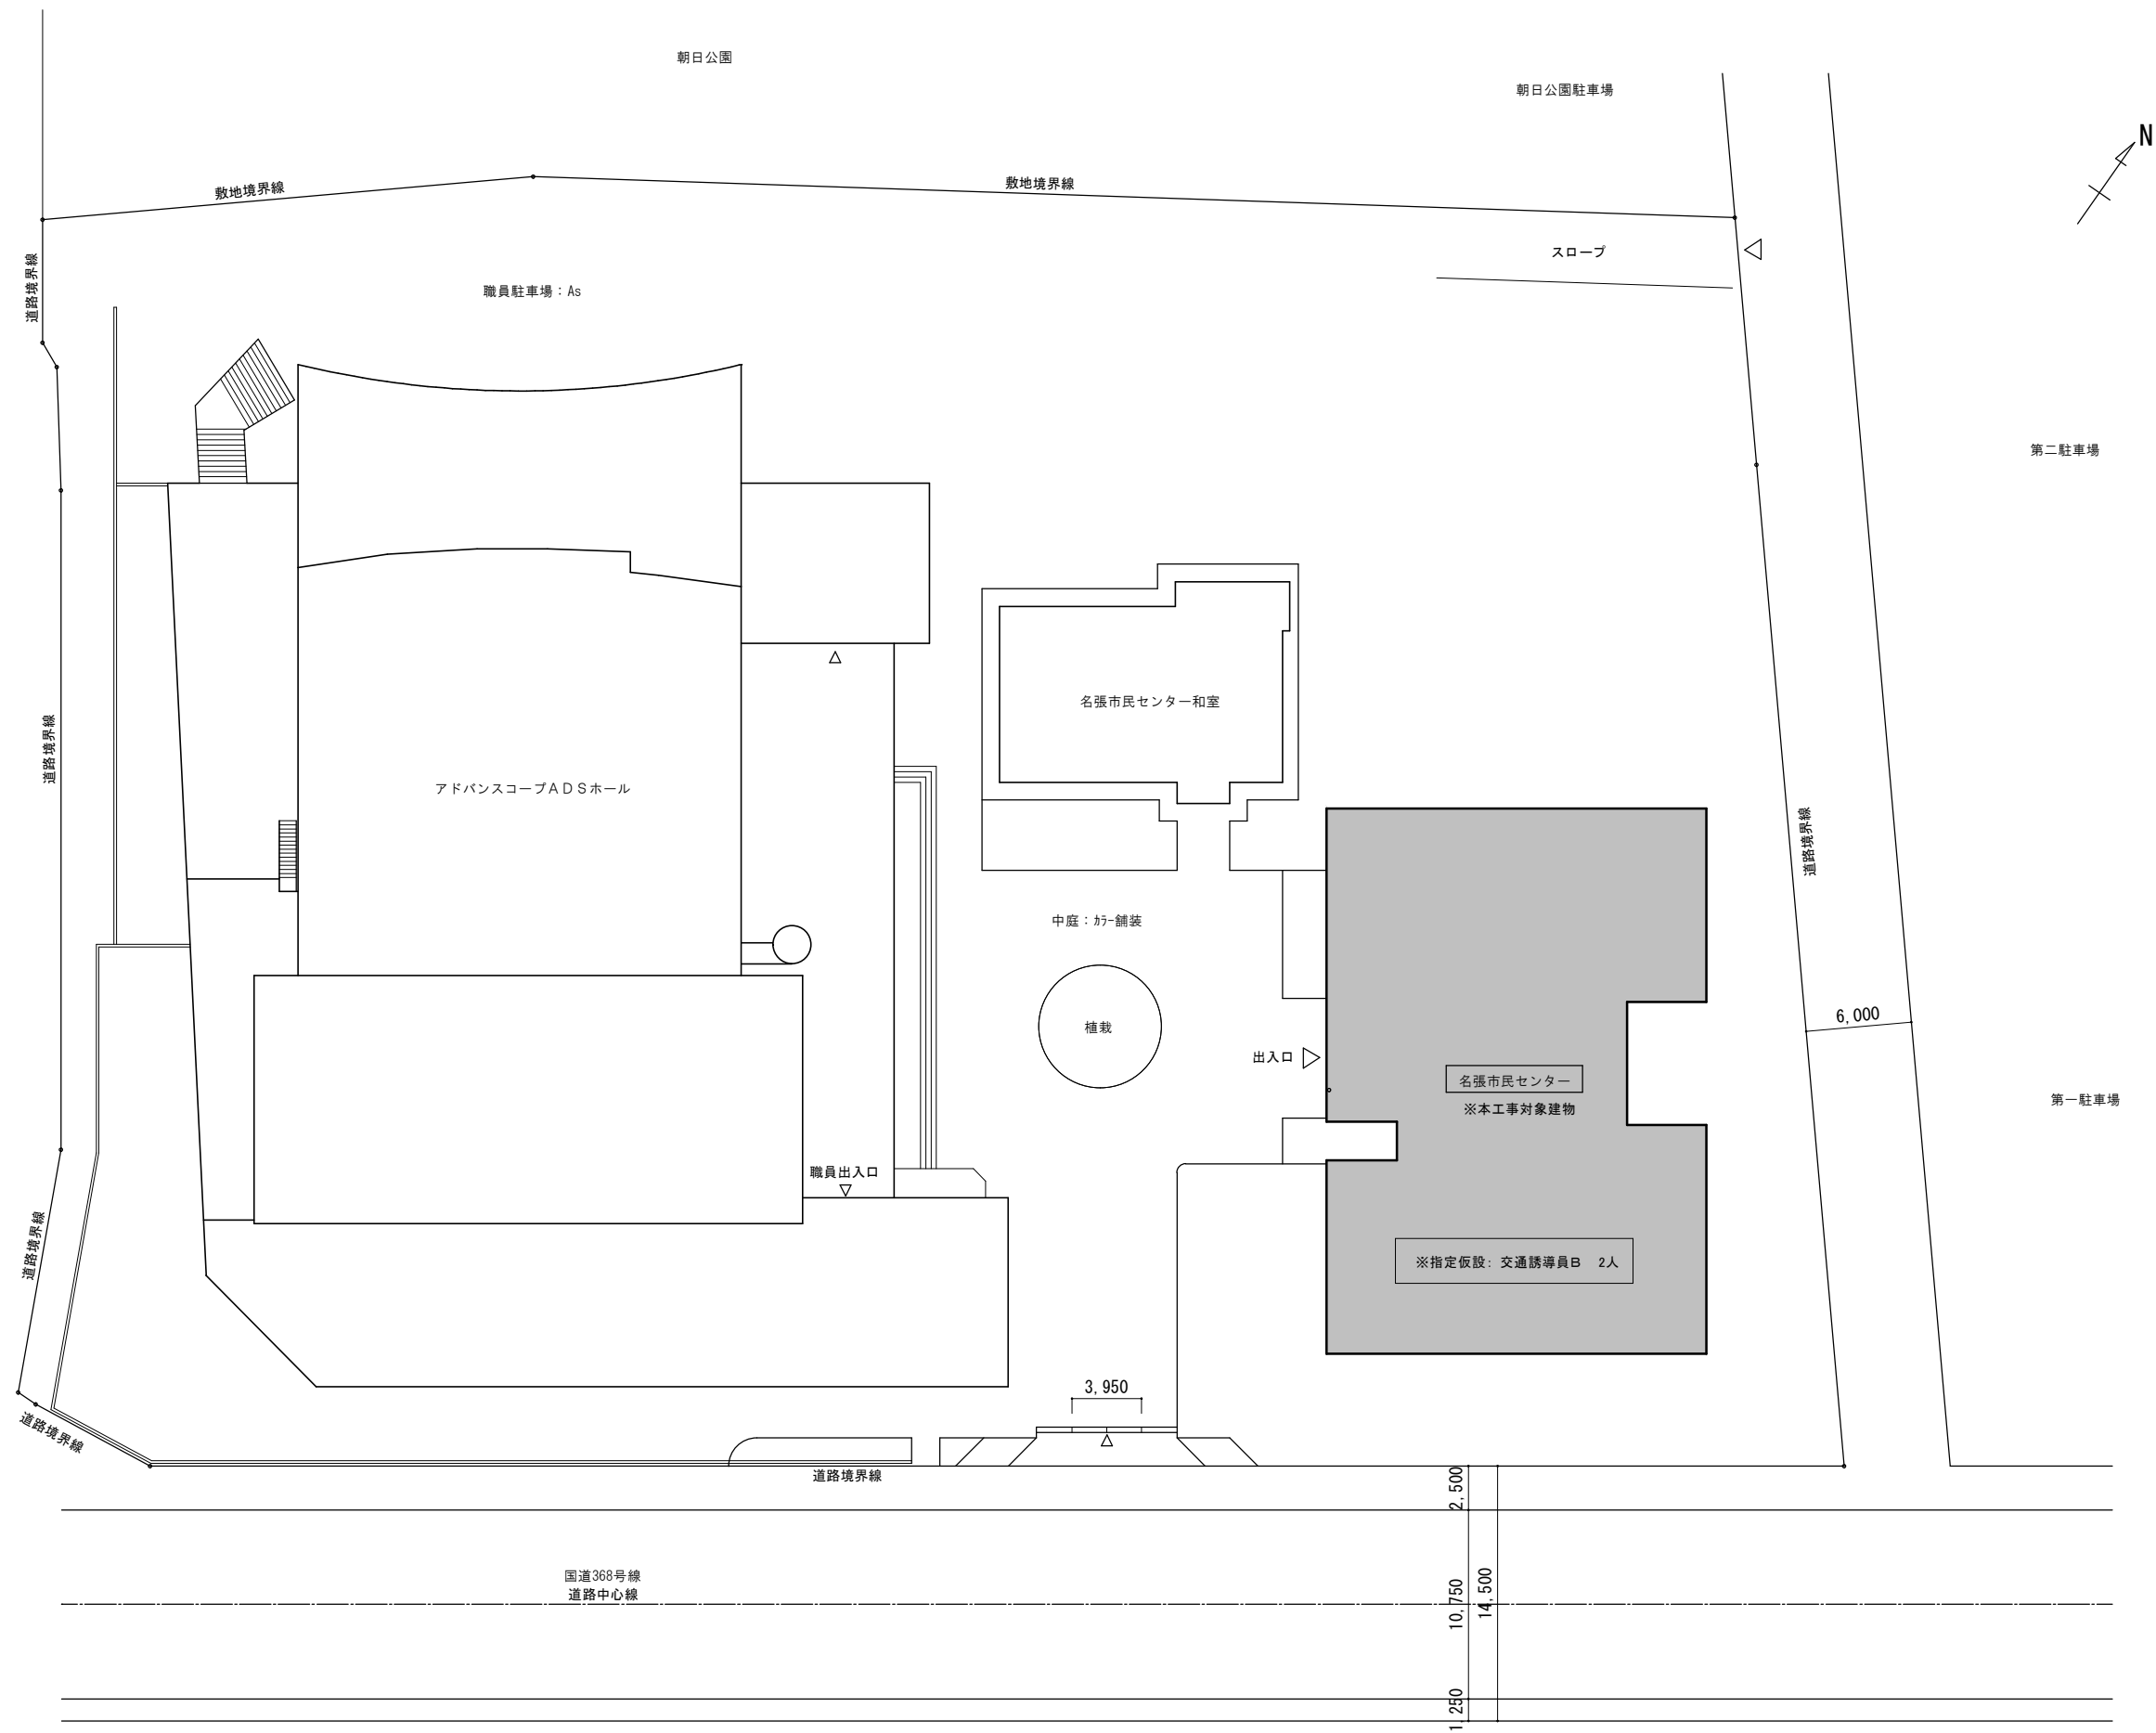 朝日公園
朝日公園駐車場
N
敷地境界線
敷地境界線
スロープ
道路境界線
職員駐車場：As
第二駐車場
名張市民センター和室
道路境界線
アドバンスコープＡＤＳホール
道路境界線
中庭：ｶﾗｰ舗装
植栽
6,000
出入口
名張市民センター
※本工事対象建物
第一駐車場
職員出入口
道路境界線
※指定仮設：交通誘導員Ｂ　2人
3,950
道路境界線
道路境界線
2,500
国道368号線
道路中心線
10,750
14,500
1,250